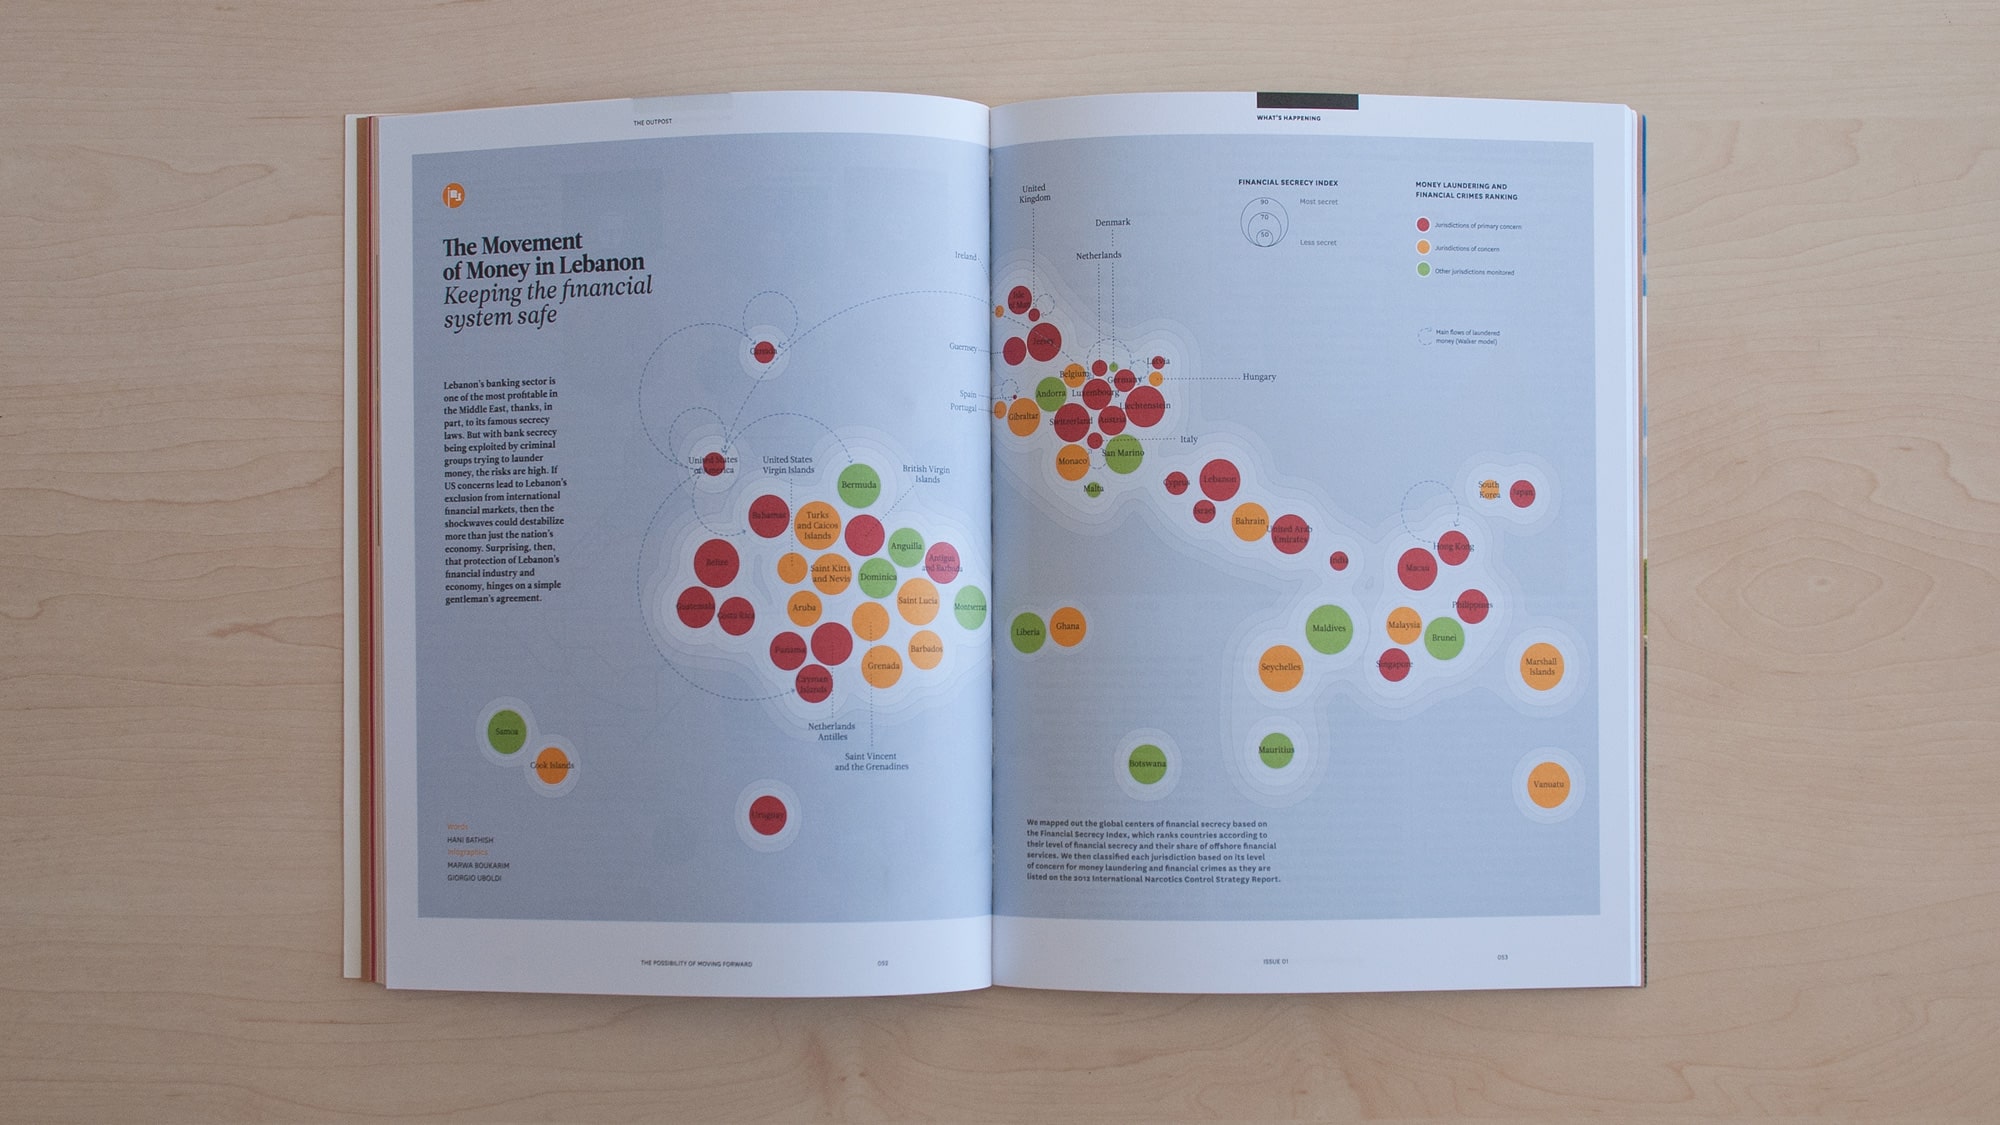 THE OUTPOST
The Movement
of Money in Lebanon
Keeping the financial
system safe
Lebanon's banking sector is
one of the most profitable in
the Middle East, thanks, in
part, to its famous secrecy
laws. But with bank secrecy
being exploited by criminal
groups trying to launder
money, the risks are high. If
US concerns lead to Lebanon's
exclusion from international
financial markets, then the
shockwaves could destabilize
more than just the nation's
economy. Surprising, then,
that protection of Lebanon's
financial industry and
economy, hinges on a simple
gentleman's agreement.
Canada
United States
of America
United States
Virgin Islands
Bermuda
British Virgin
Islands
Bahamas
Turks
and Caicos
Islands
Anguilla
Antigua
and Barbuda
Belize
Saint Kitts
and Nevis
Dominica
Guatemala
Costa Rica
Aruba
Saint Lucia
Montserrat
Panama
Grenada
Barbados
Cayman
Islands
Netherlands
Antilles
Saint Vincent
and the Grenadines
Samoa
Cook Islands
Uruguay
Words
HANI BATHISH
Infographics
MARWA BOUKARIM
GIORGIO UBOLDI
THE POSSIBILITY OF MOVING FORWARD
052
WHAT'S HAPPENING
United
Kingdom
Denmark
Netherlands
Ireland
Isle
of Man
Guernsey
Jersey
Latvia
Belgium
Germany
Hungary
Spain
Portugal
Andorra
Luxembourg
Liechtenstein
Gibraltar
Switzerland
Austria
Italy
Monaco
San Marino
Malta
Cyprus
Lebanon
Israel
Bahrain
United Arab
Emirates
India
South
Korea
Japan
Hong Kong
Macau
Philippines
Liberia
Ghana
Maldives
Malaysia
Brunei
Seychelles
Singapore
Marshall
Islands
Botswana
Mauritius
Vanuatu
FINANCIAL SECRECY INDEX
90
70
50
Most secret
Less secret
MONEY LAUNDERING AND
FINANCIAL CRIMES RANKING
Jurisdictions of primary concern
Jurisdictions of concern
Other jurisdictions monitored
Main flows of laundered
money (Walker model)
We mapped out the global centers of financial secrecy based on
the Financial Secrecy Index, which ranks countries according to
their level of financial secrecy and their share of offshore financial
services. We then classified each jurisdiction based on its level
of concern for money laundering and financial crimes as they are
listed on the 2012 International Narcotics Control Strategy Report.
ISSUE 01
053